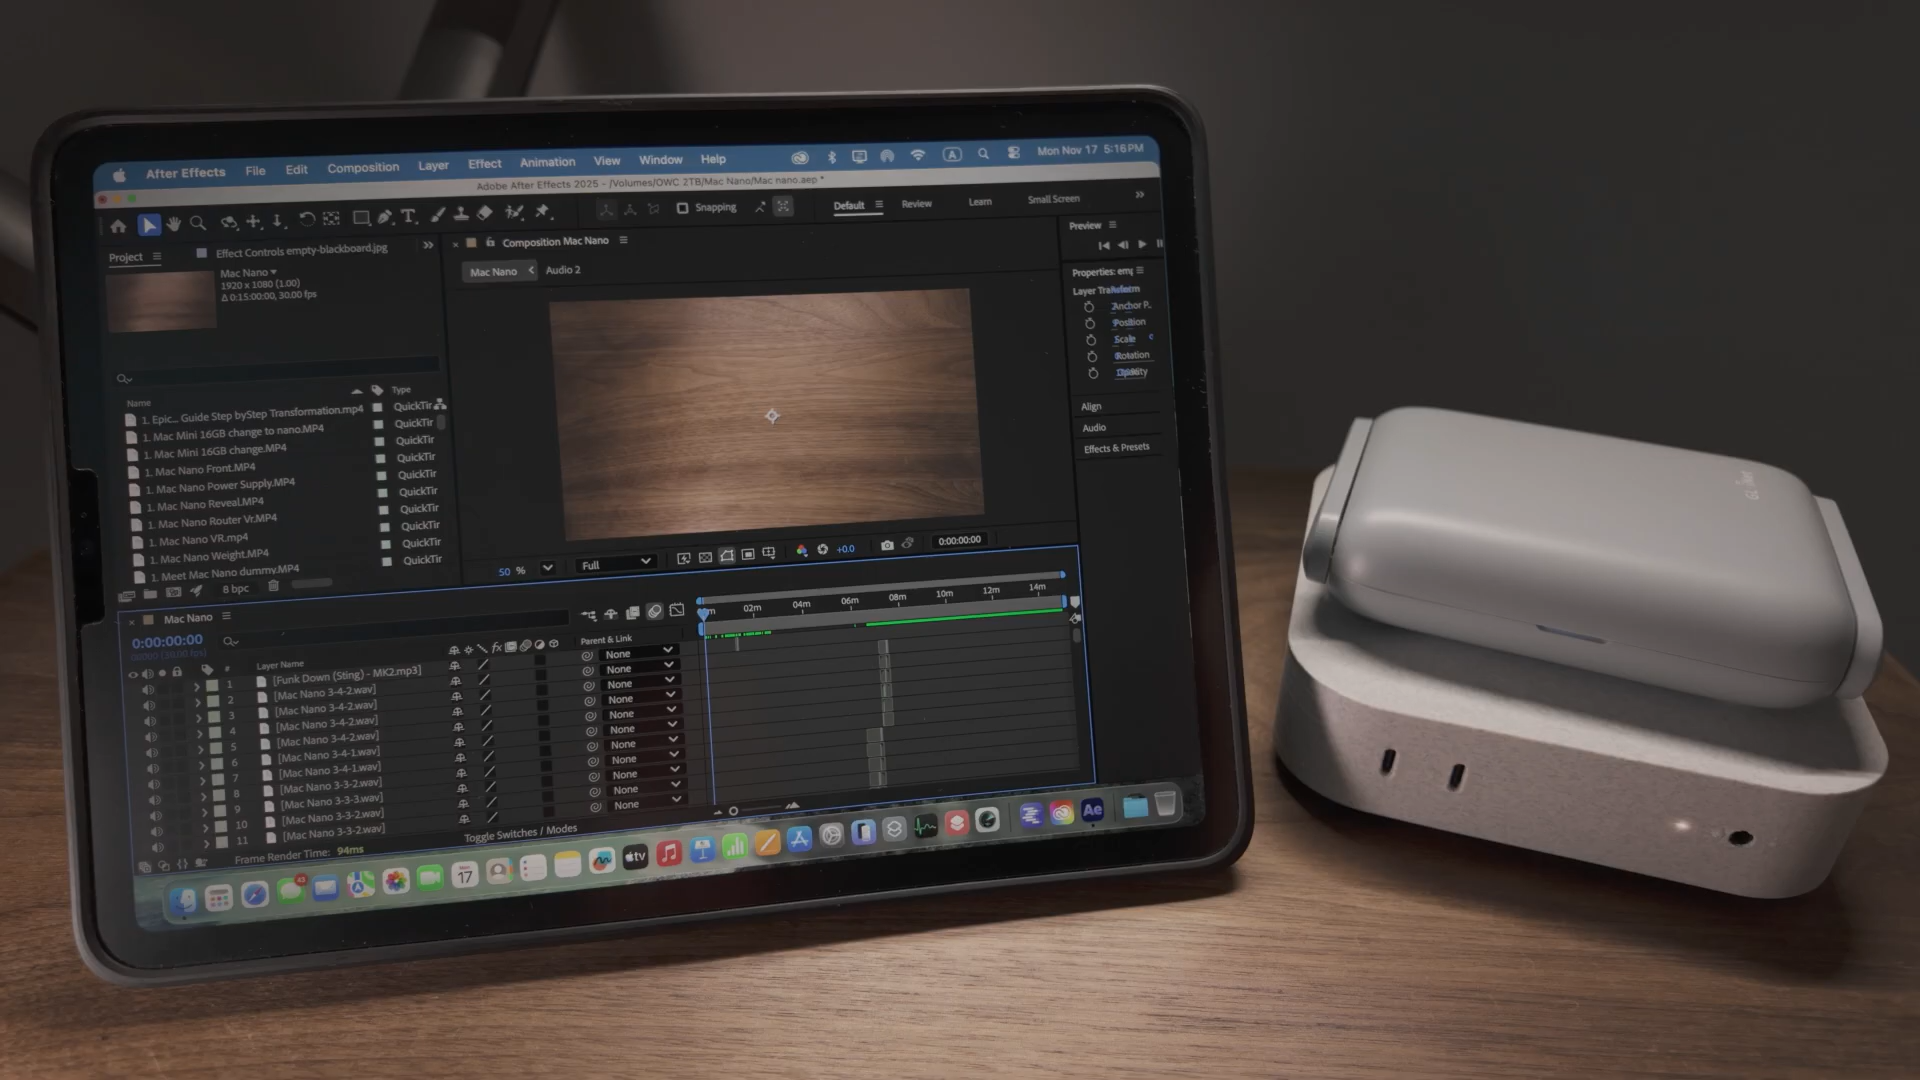 After Effects File Edit Composition Layer Effect Animation View Window Help A Mon Nov 17 5:16PM
Adobe After Effects 2025 - /Volumes/OWC 2TB/Mac Nano/Mac nano.aep *
Snapping Default Review Learn Small Screen
Project Effect Controls empty-blackboard.jpg
Mac Nano
1920 x 1080 (1.00)
Δ 0:15:00:00, 30.00 fps
Composition Mac Nano
Mac Nano Audio 2
Preview
Align
Audio
Effects & Presets
Name Type
1. Epic... Guide Step byStep Transformation.mp4 QuickTir
1. Mac Mini 16GB change to nano.MP4 QuickTir
1. Mac Mini 16GB change.MP4 QuickTir
1. Mac Nano Front.MP4 QuickTir
1. Mac Nano Power Supply.MP4 QuickTir
1. Mac Nano Reveal.MP4 QuickTir
1. Mac Nano Router Vr.MP4 QuickTir
1. Mac Nano VR.mp4 QuickTir
1. Mac Nano Weight.MP4 QuickTir
1. Meet Mac Nano dummy.MP4 QuickTir
8 bpc
50 % Full +0.0 0:00:00:00
Mac Nano
0:00:00:00
02m 04m 06m 08m 10m 12m 14m
# Layer Name Parent & Link
1 [Funk Down (Sting) - MK2.mp3] None
2 [Mac Nano 3-4-2.wav] None
3 [Mac Nano 3-4-2.wav] None
4 [Mac Nano 3-4-2.wav] None
5 [Mac Nano 3-4-2.wav] None
6 [Mac Nano 3-4-1.wav] None
7 [Mac Nano 3-4-1.wav] None
8 [Mac Nano 3-3-2.wav] None
9 [Mac Nano 3-3-3.wav] None
10 [Mac Nano 3-3-2.wav] None
11 [Mac Nano 3-3-2.wav] None
Frame Render Time: 94ms Toggle Switches / Modes
17
tv
Ae